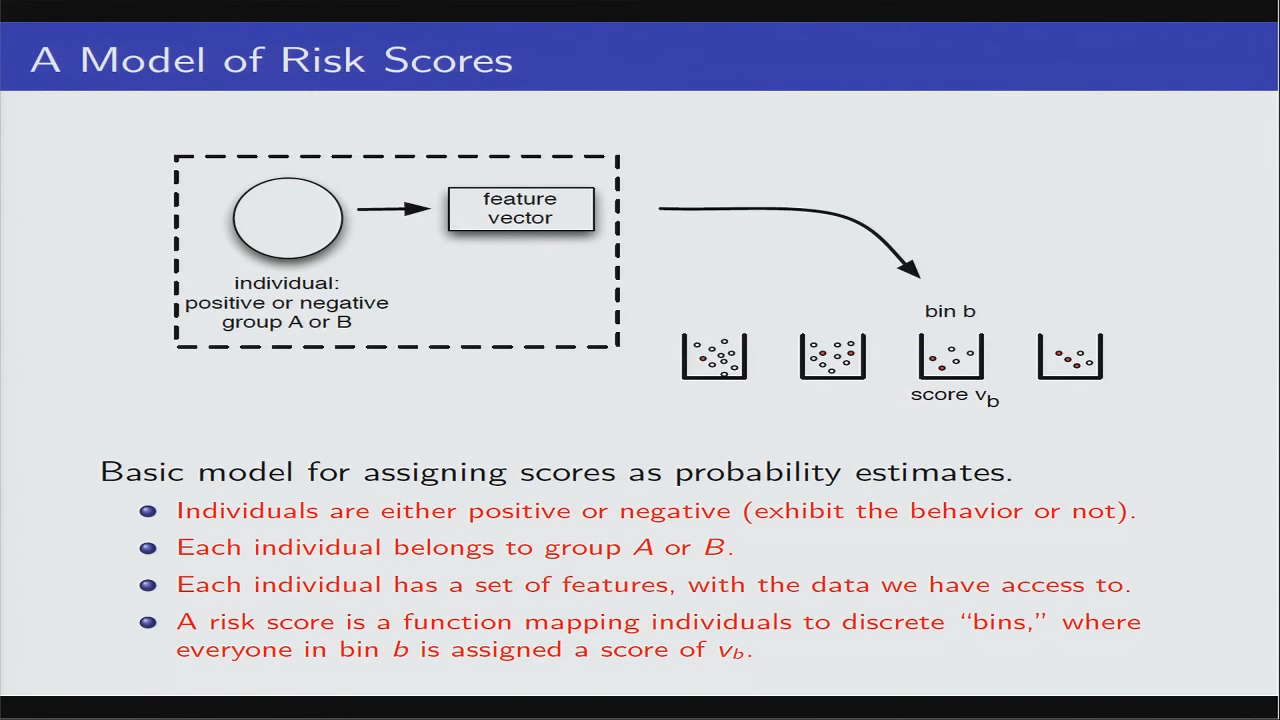 A Model of Risk Scores
feature
vector
individual:
positive or negative
group A or B
bin b
score v_b
Basic model for assigning scores as probability estimates.
Individuals are either positive or negative (exhibit the behavior or not).
Each individual belongs to group A or B.
Each individual has a set of features, with the data we have access to.
A risk score is a function mapping individuals to discrete “bins,” where
everyone in bin b is assigned a score of v_b.